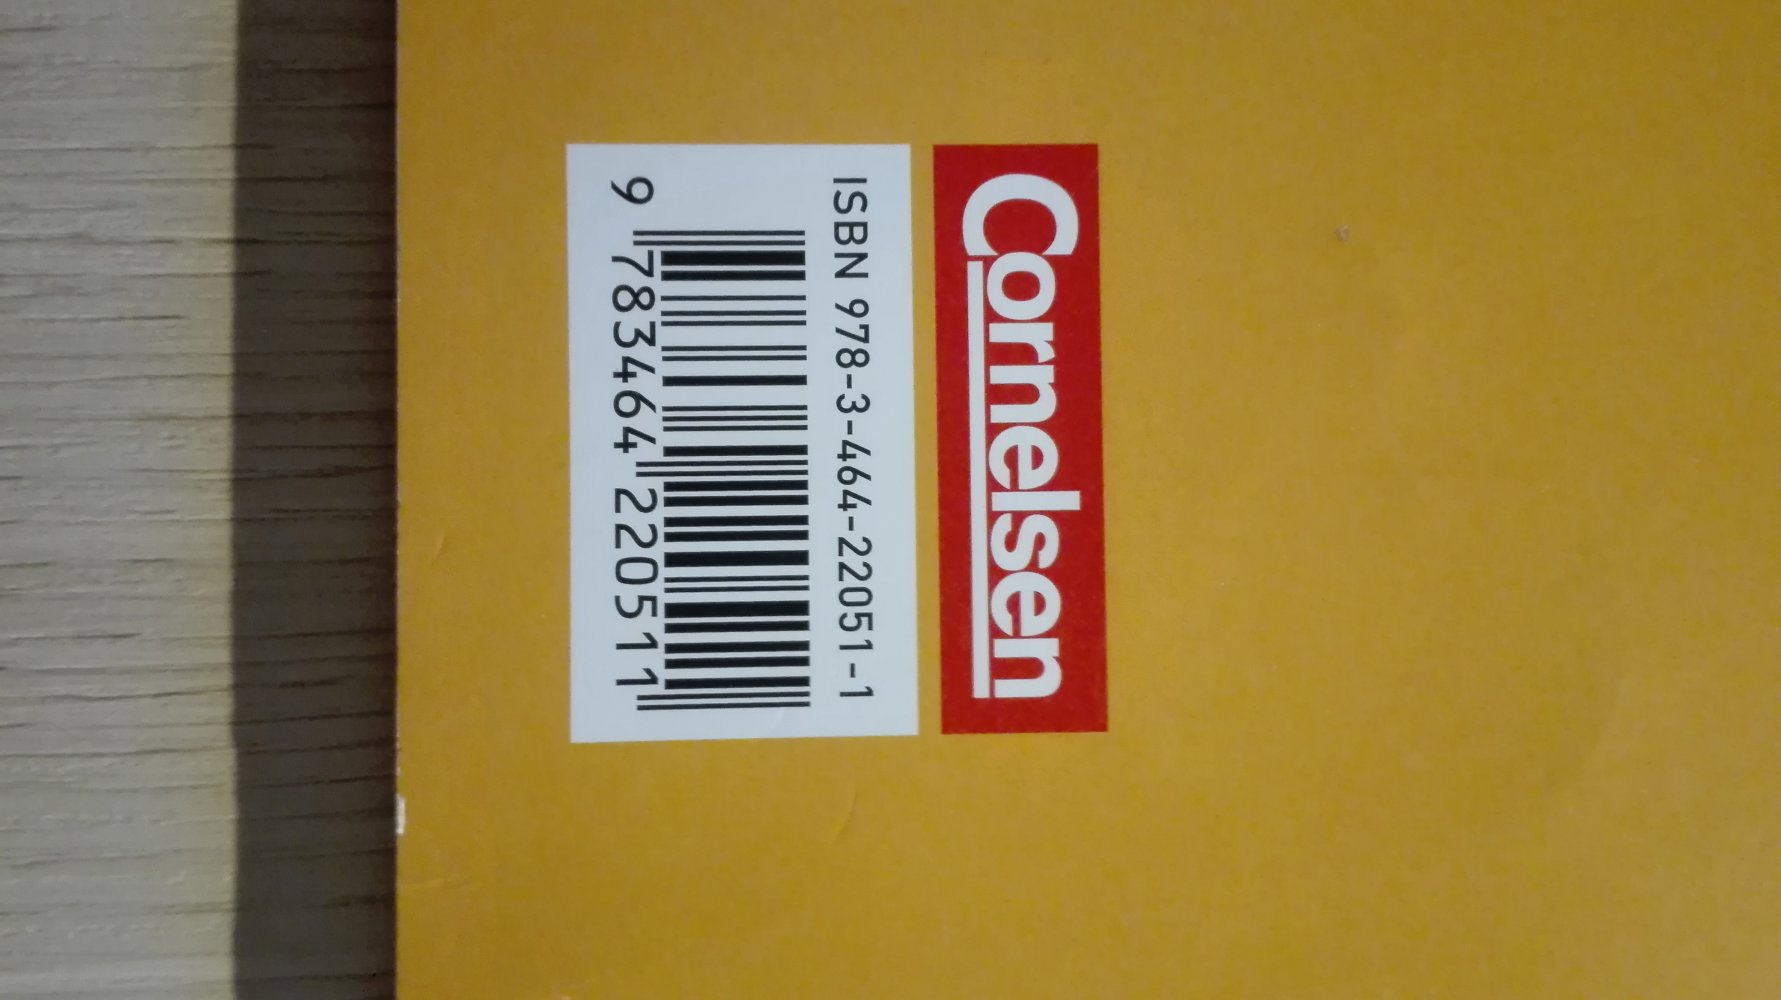 Cornelsen
ISBN 978-3-464-22051-1
9 783464 220511